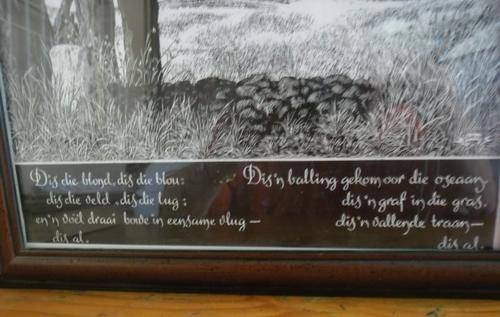 Dis die blond, dis die blou:
dis die veld, dis die lug;
en 'n voël draai bowe in eensame vlug —
dis al.
Dis 'n balling gekom oor die oseaan,
dis 'n graf in die gras,
dis 'n vallende traan —
dis al.